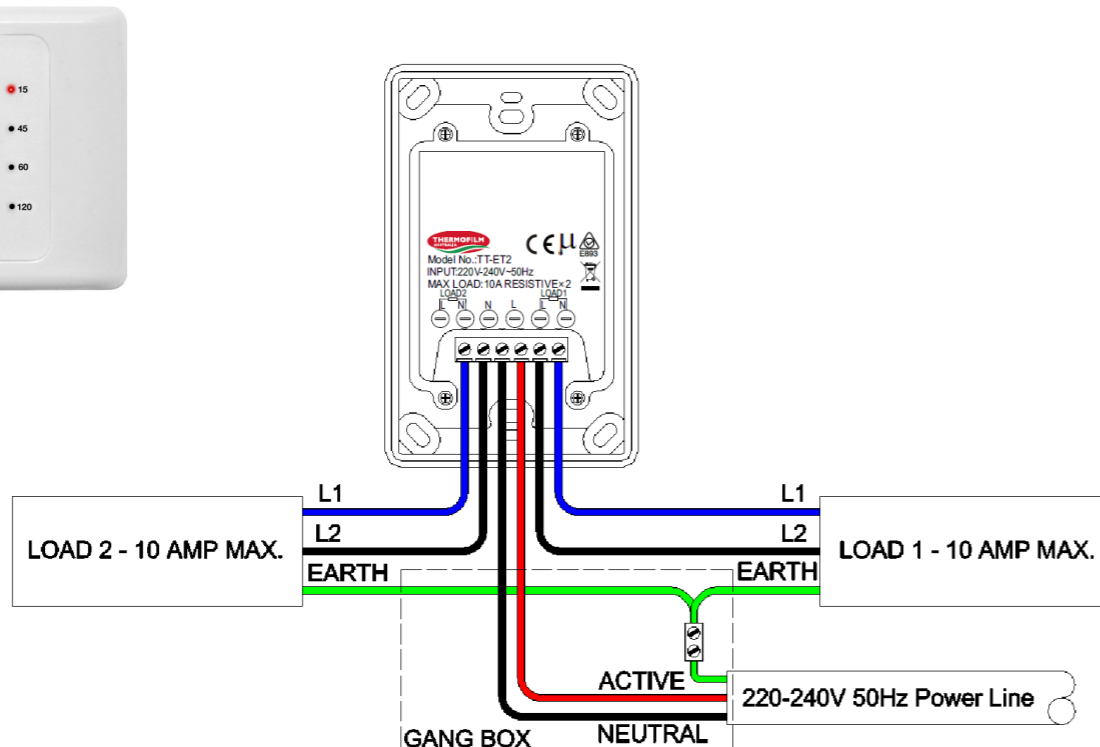 15
45
60
120
THERMOFILM
AUSTRALIA
CE
E893
Model No.:TT-ET2
INPUT:220V-240V~50Hz
MAX LOAD:10A RESISTIVE×2
LOAD2 LOAD1
L N N L L N
L1 L1
L2 L2
LOAD 2 - 10 AMP MAX. LOAD 1 - 10 AMP MAX.
EARTH EARTH
ACTIVE
220-240V 50Hz Power Line
GANG BOX NEUTRAL